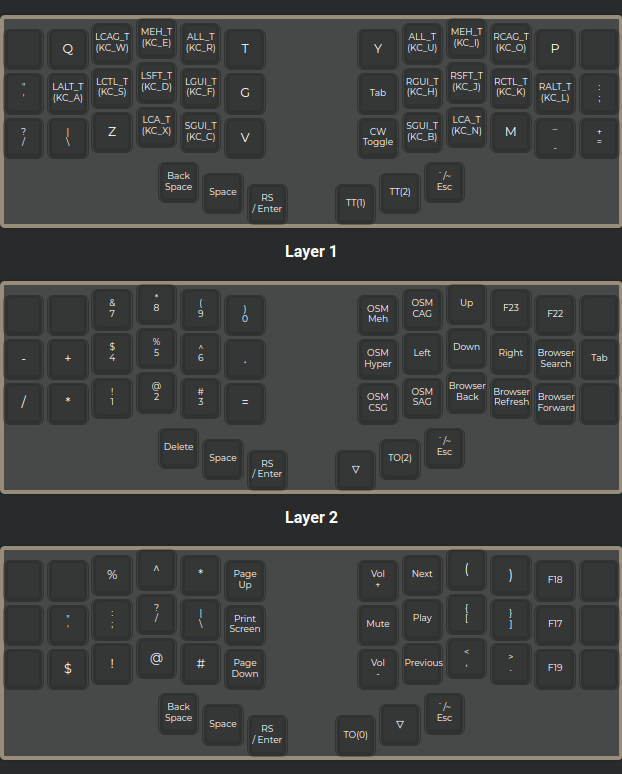 Q LCAG_T (KC_W) MEH_T (KC_E) ALL_T (KC_R) T Y ALL_T (KC_U) MEH_T (KC_I) RCAG_T (KC_O) P
" ' LALT_T (KC_A) LCTL_T (KC_S) LSFT_T (KC_D) LGUI_T (KC_F) G Tab RGUI_T (KC_H) RSFT_T (KC_J) RCTL_T (KC_K) RALT_T (KC_L) : ;
? / | \ Z LCA_T (KC_X) SGUI_T (KC_C) V CW Toggle SGUI_T (KC_B) LCA_T (KC_N) M _ - + =
Back Space Space RS / Enter TT(1) TT(2) ` /~ Esc
Layer 1
& 7 * 8 ( 9 ) 0 OSM Meh OSM CAG Up F23 F22
- + $ 4 % 5 ^ 6 . OSM Hyper Left Down Right Browser Search Tab
/ * ! 1 @ 2 # 3 = OSM CSG OSM SAG Browser Back Browser Refresh Browser Forward
Delete Space RS / Enter ▽ TO(2) ` /~ Esc
Layer 2
% ^ * Page Up Vol + Next ( ) F18
" ' : ; ? / | \ Print Screen Mute Play { [ } ] F17
$ ! @ # Page Down Vol - Previous < , > . F19
Back Space Space RS / Enter TO(0) ▽ ` /~ Esc